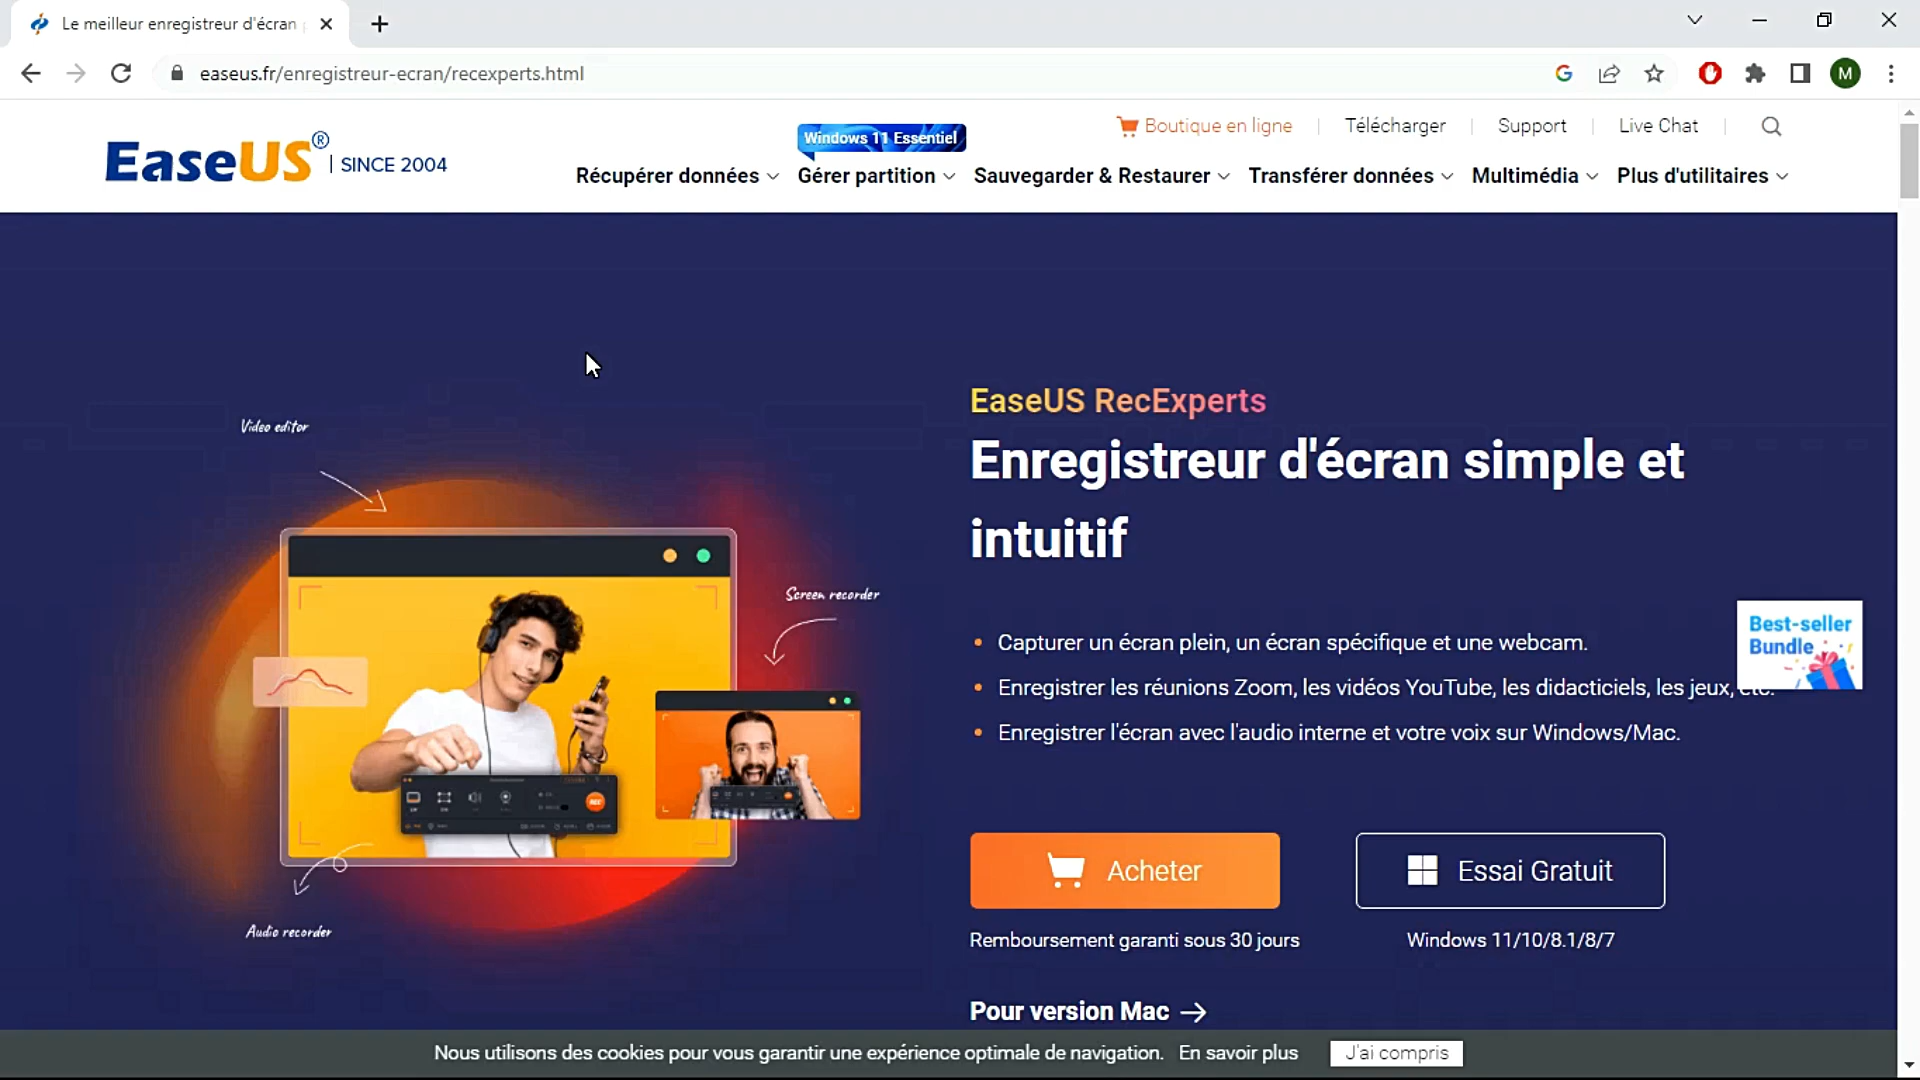 Le meilleur enregistreur d'écran
easeus.fr/enregistreur-ecran/recexperts.html
M
EaseUS® | SINCE 2004
Boutique en ligne
Télécharger
Support
Live Chat
Windows 11 Essentiel
Récupérer données
Gérer partition
Sauvegarder & Restaurer
Transférer données
Multimédia
Plus d'utilitaires
Video editor
Screen recorder
REC
Audio recorder
EaseUS RecExperts
Enregistreur d'écran simple et
intuitif
Capturer un écran plein, un écran spécifique et une webcam.
Enregistrer les réunions Zoom, les vidéos YouTube, les didacticiels, les jeux, etc.
Enregistrer l'écran avec l'audio interne et votre voix sur Windows/Mac.
Best-seller
Bundle
Acheter
Essai Gratuit
Remboursement garanti sous 30 jours
Windows 11/10/8.1/8/7
Pour version Mac
Nous utilisons des cookies pour vous garantir une expérience optimale de navigation. En savoir plus
J'ai compris